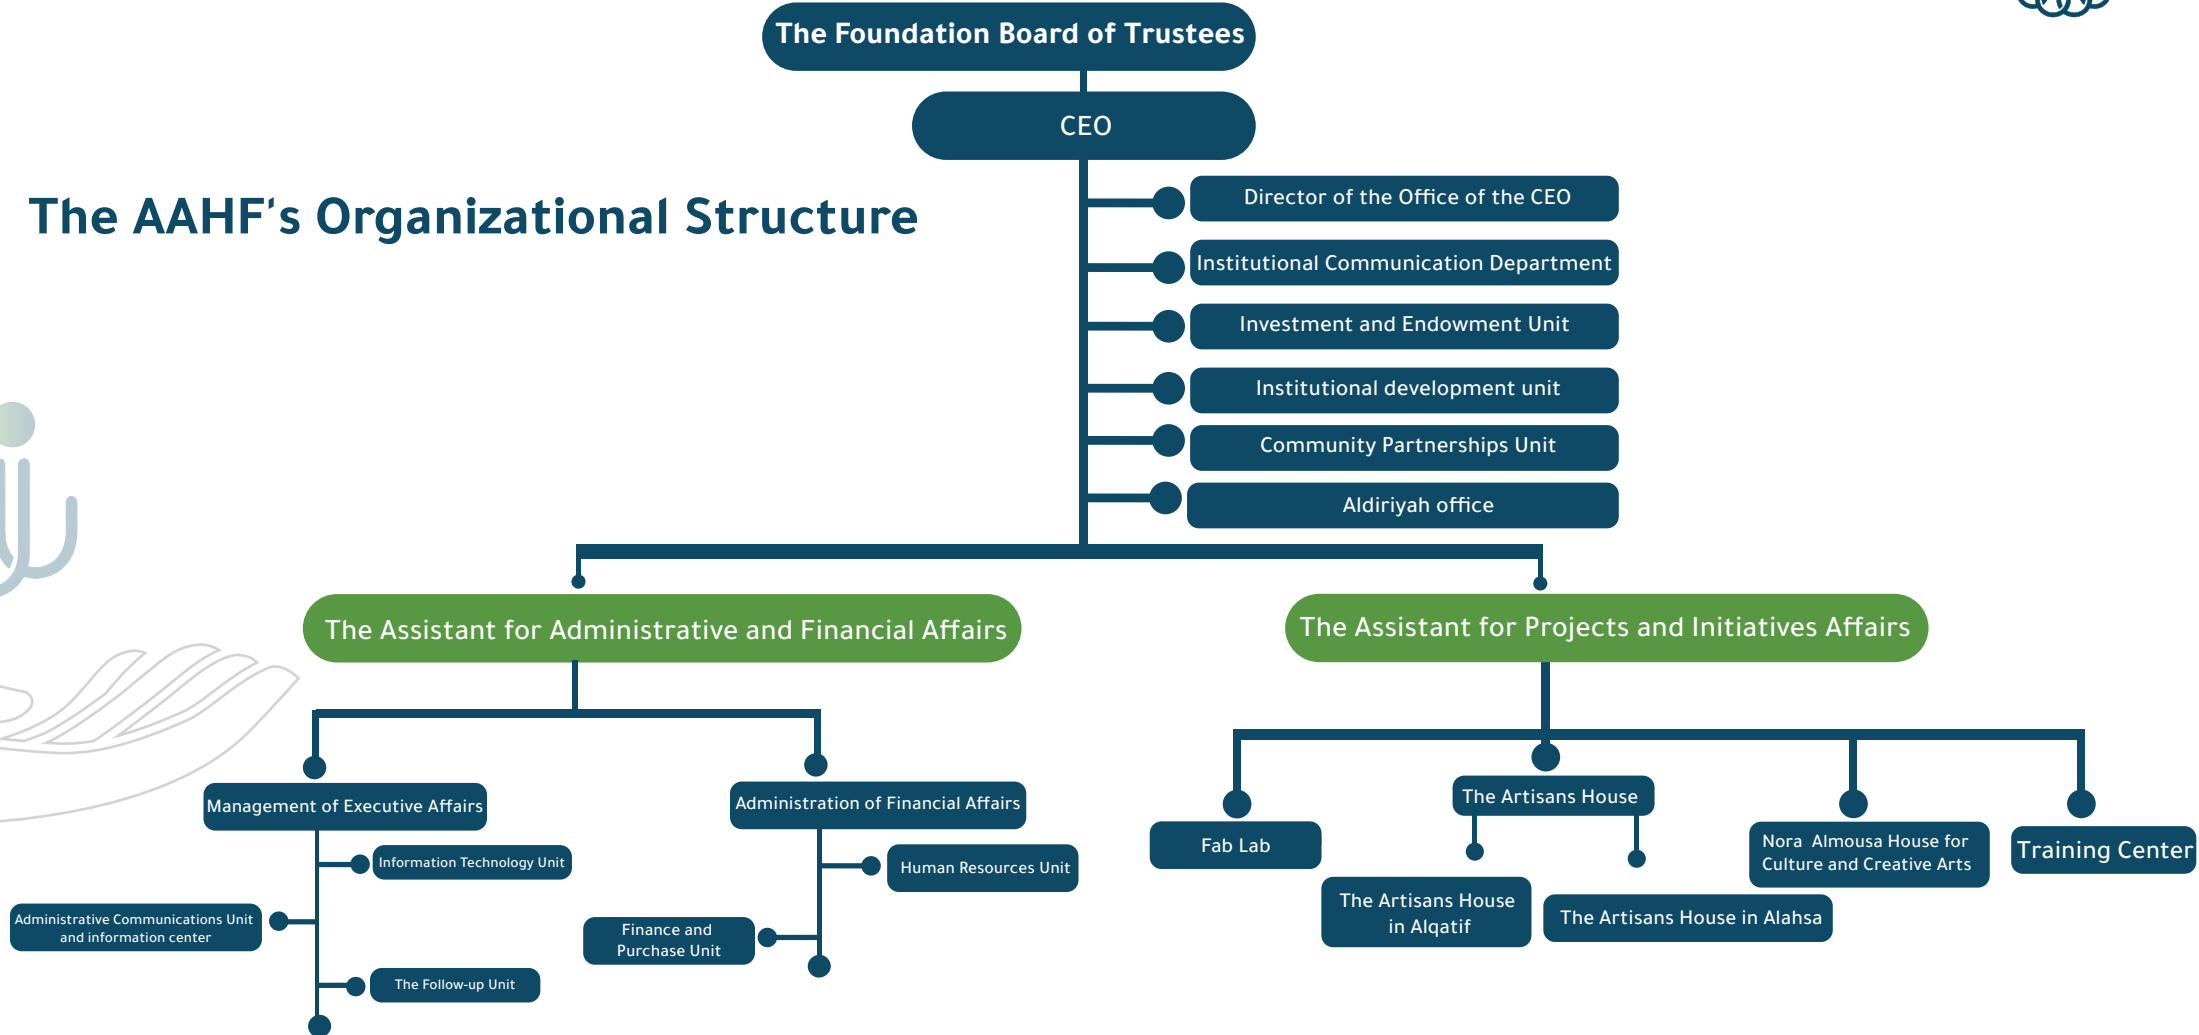 The Foundation Board of Trustees
CEO
The AAHF's Organizational Structure
Director of the Office of the CEO
Institutional Communication Department
Investment and Endowment Unit
Institutional development unit
Community Partnerships Unit
Aldiriyah office
The Assistant for Administrative and Financial Affairs
The Assistant for Projects and Initiatives Affairs
Management of Executive Affairs
Information Technology Unit
Administrative Communications Unit
and information center
The Follow-up Unit
Administration of Financial Affairs
Human Resources Unit
Finance and
Purchase Unit
Fab Lab
The Artisans House
The Artisans House
in Alqatif
The Artisans House in Alahsa
Nora  Almousa House for
Culture and Creative Arts
Training Center